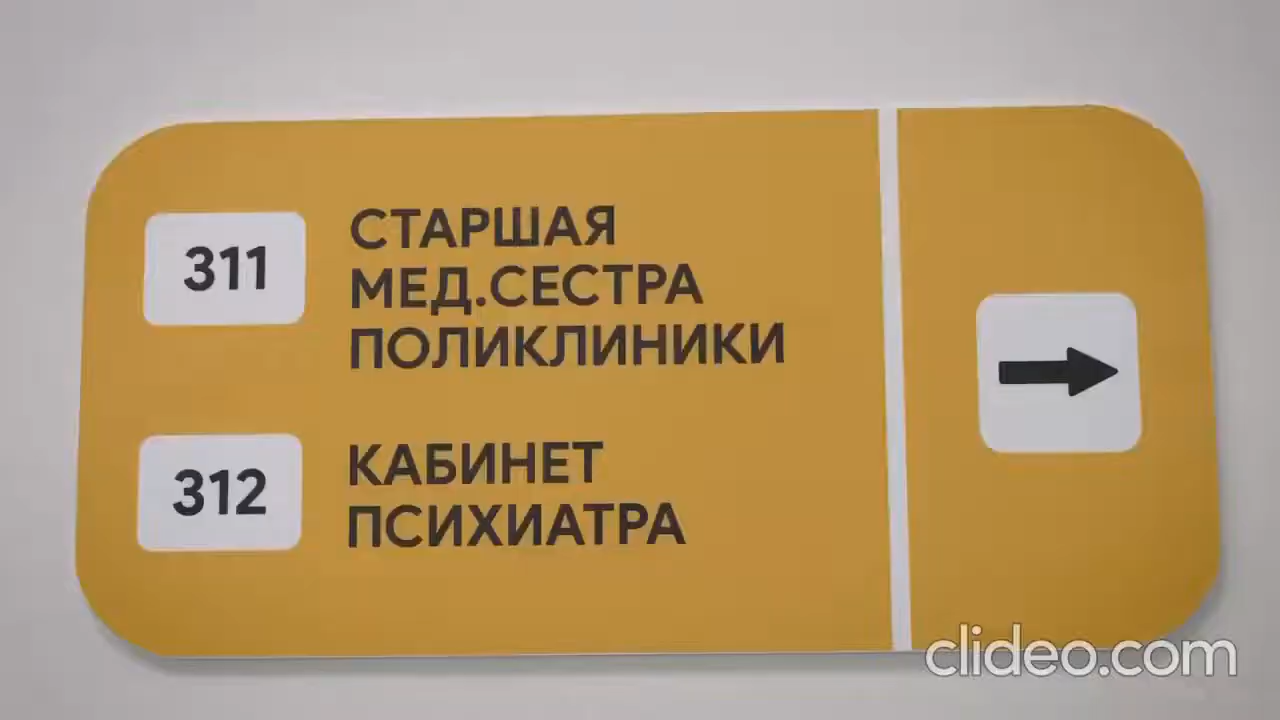 311
СТАРШАЯ
МЕД.СЕСТРА
ПОЛИКЛИНИКИ
312
КАБИНЕТ
ПСИХИАТРА
clideo.com